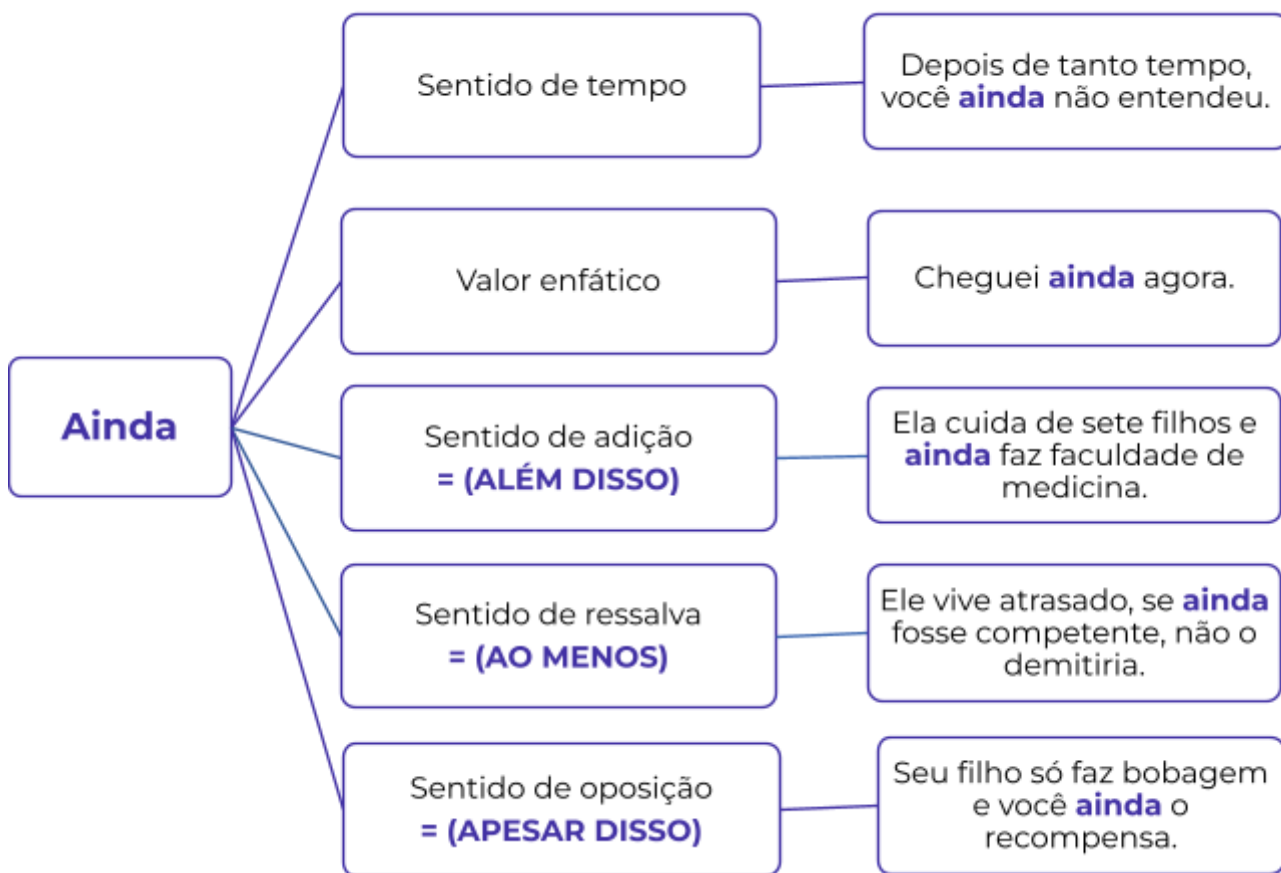 Ainda
Sentido de tempo
Depois de tanto tempo,
você ainda não entendeu.
Valor enfático
Cheguei ainda agora.
Sentido de adição
= (ALÉM DISSO)
Ela cuida de sete filhos e
ainda faz faculdade de
medicina.
Sentido de ressalva
= (AO MENOS)
Ele vive atrasado, se ainda
fosse competente, não o
demitiria.
Sentido de oposição
= (APESAR DISSO)
Seu filho só faz bobagem
e você ainda o
recompensa.